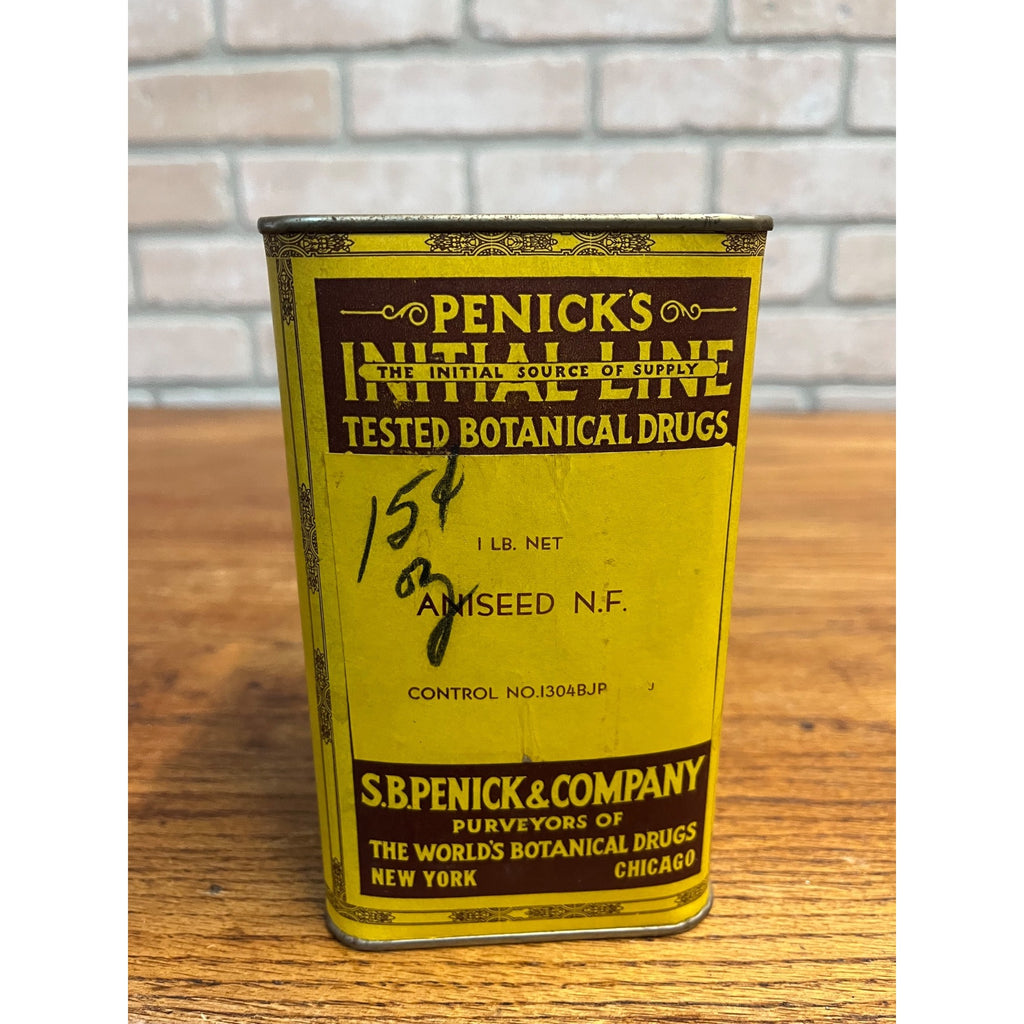 PENICK'S
INITIAL LINE
THE INITIAL SOURCE OF SUPPLY
TESTED BOTANICAL DRUGS
15¢
oz
1 LB. NET
ANISEED N.F.
CONTROL NO.1304BJP J
S.B.PENICK & COMPANY
PURVEYORS OF
THE WORLD'S BOTANICAL DRUGS
NEW YORK CHICAGO